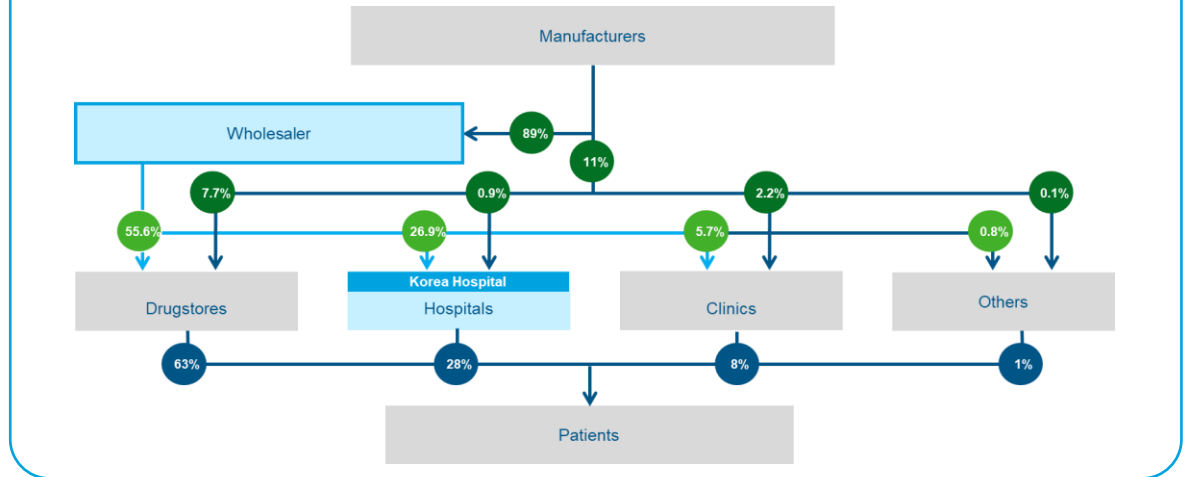 Manufacturers
Wholesaler
89%
11%
7.7%
0.9%
2.2%
0.1%
55.6%
26.9%
5.7%
0.8%
Korea Hospital
Drugstores
Hospitals
Clinics
Others
63%
28%
8%
1%
Patients